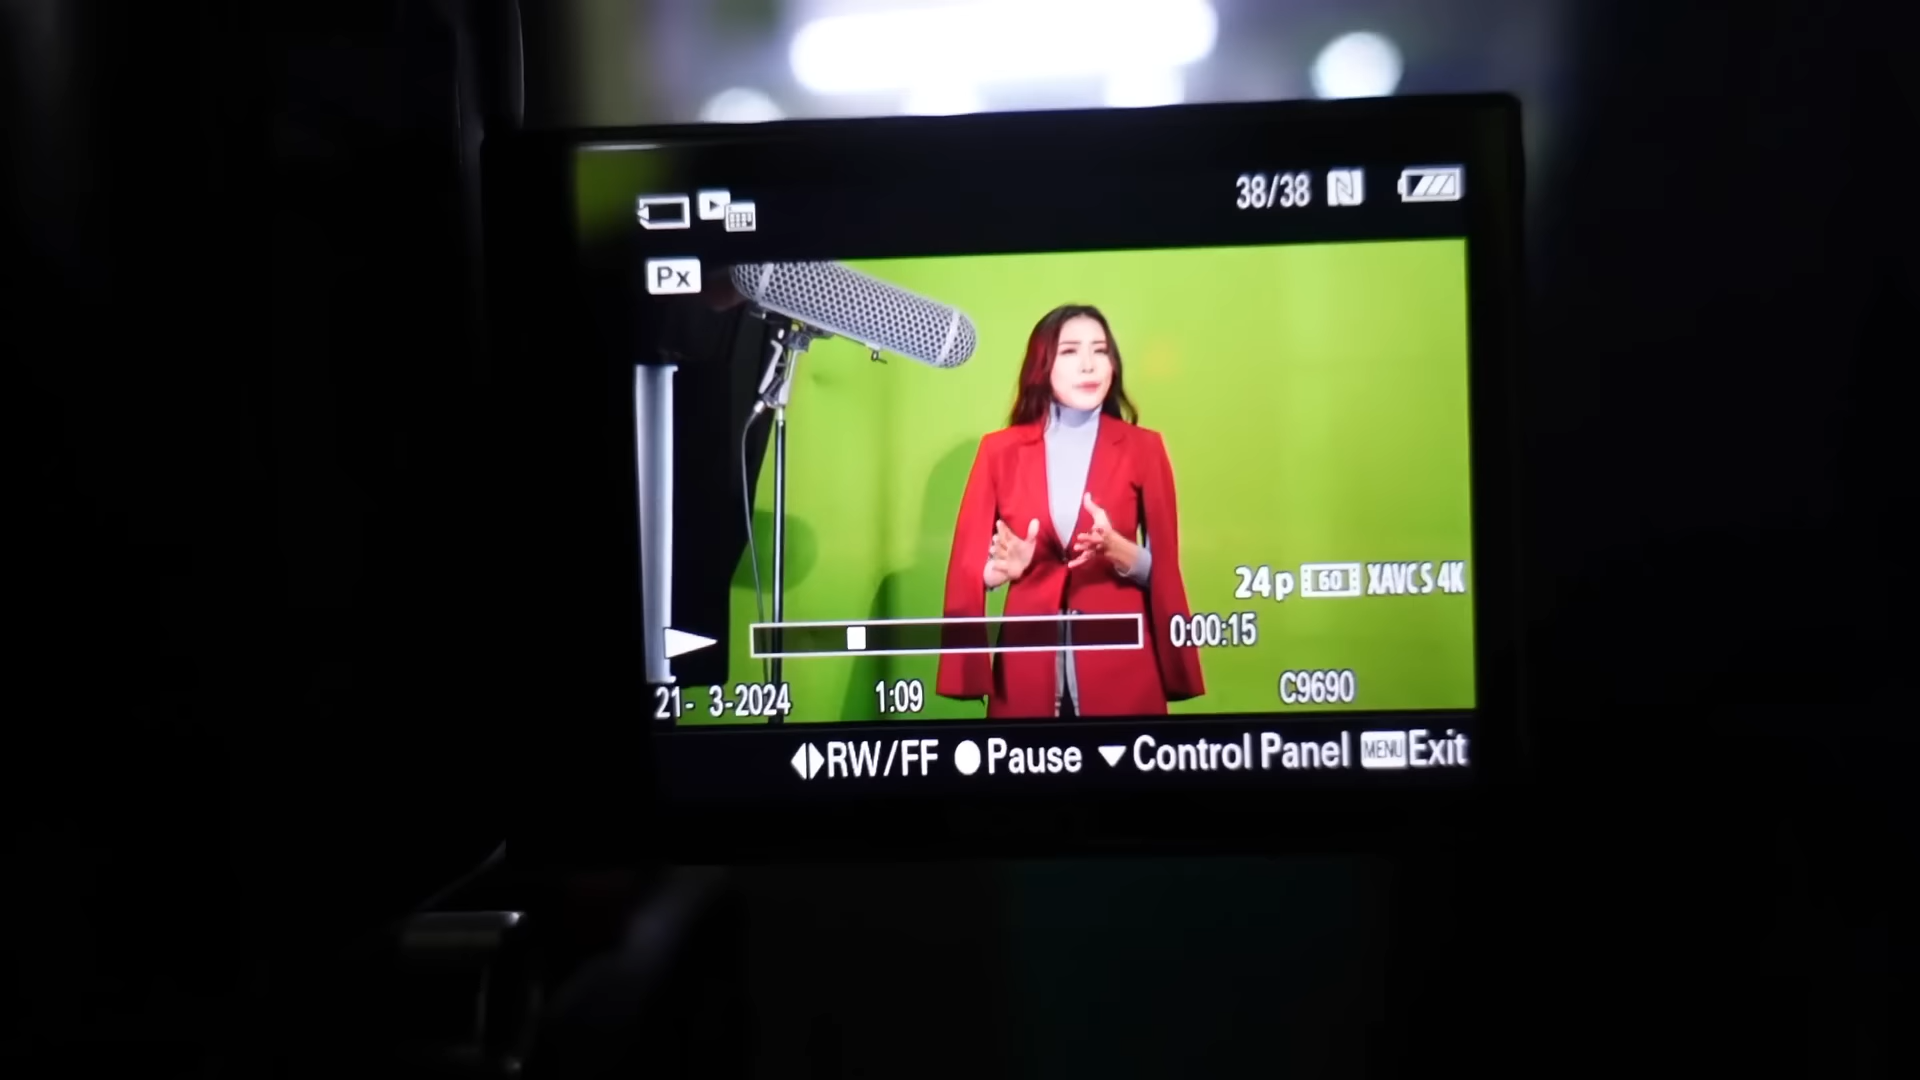 38/38
Px
24p 60 XAVC S 4K
0:00:15
21- 3-2024 1:09 C9690
RW/FF Pause Control Panel MENU Exit